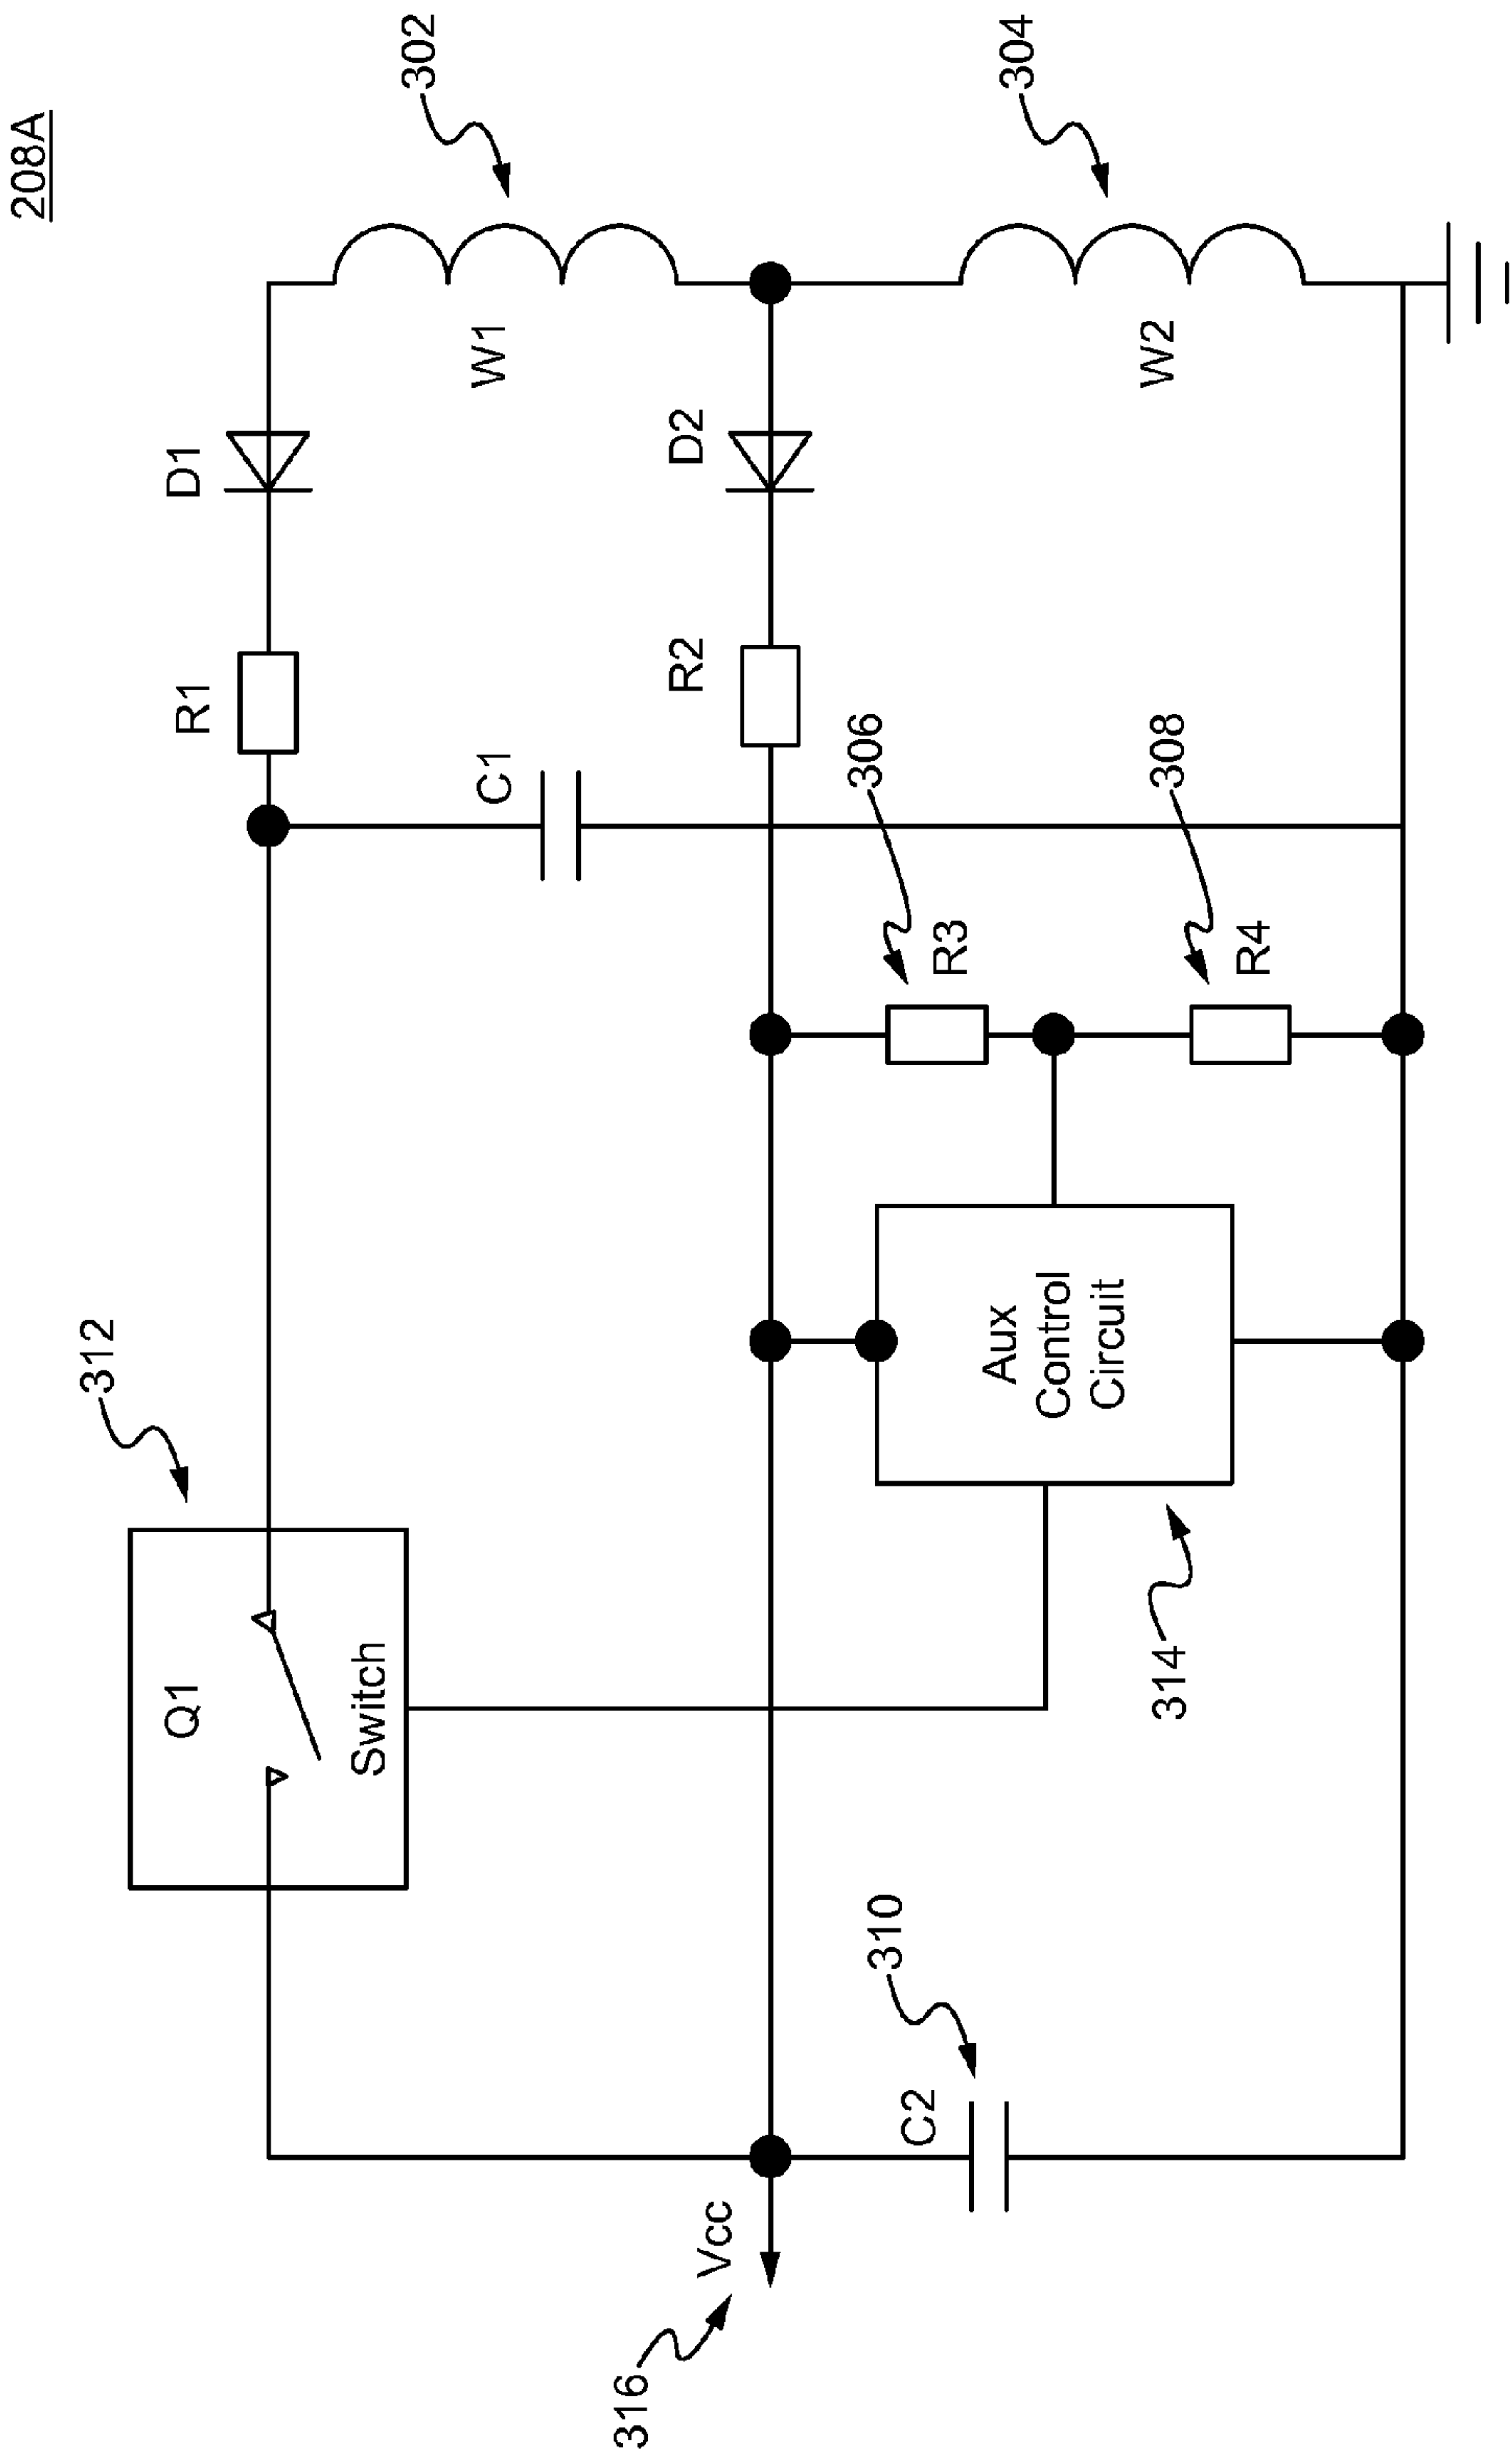 208A
302
304
W1
W2
D1
D2
R1
R2
C1
306
308
R3
R4
312
Aux
Control
Circuit
Q1
Switch
314
310
C2
Vcc
316